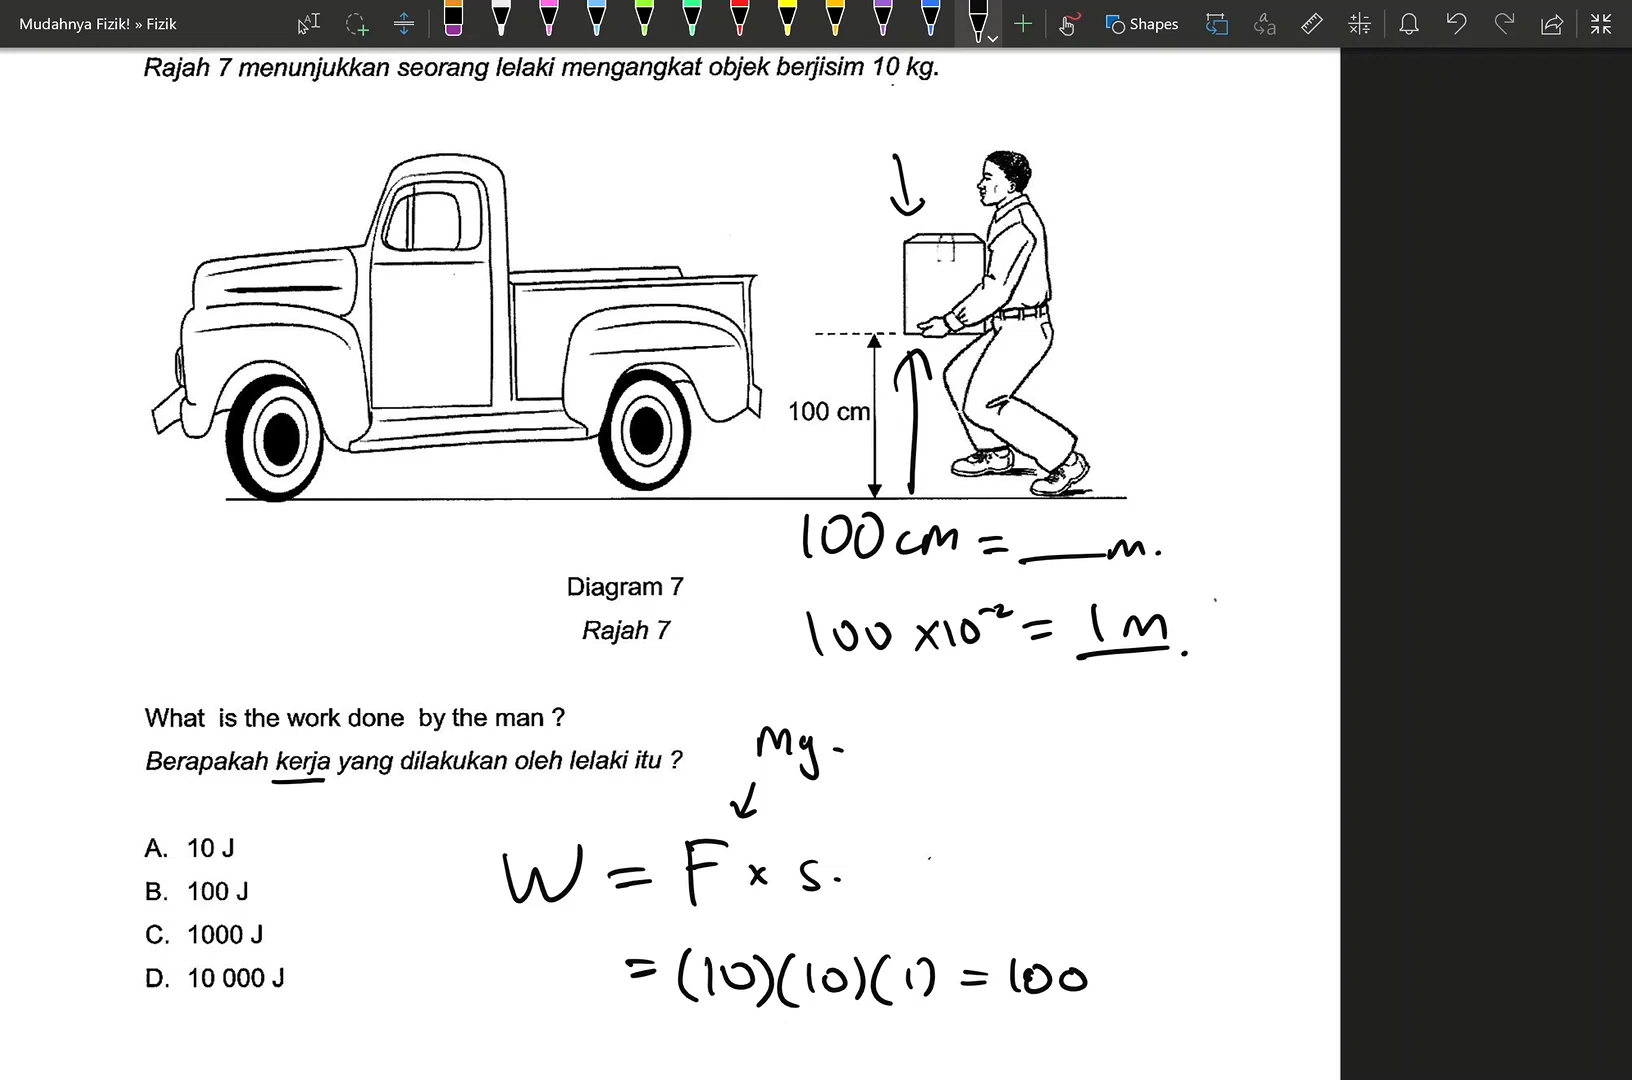 Mudahnya Fizik! » Fizik
Shapes
Rajah 7 menunjukkan seorang lelaki mengangkat objek berjisim 10 kg.
100 cm
100 cm = ___ m.
Diagram 7
Rajah 7
100 x10⁻² = 1 m.
What is the work done by the man ?
Berapakah kerja yang dilakukan oleh lelaki itu ?
mg
A. 10 J
B. 100 J
C. 1000 J
D. 10 000 J
W = F x s.
= (10)(10)(1) = 100